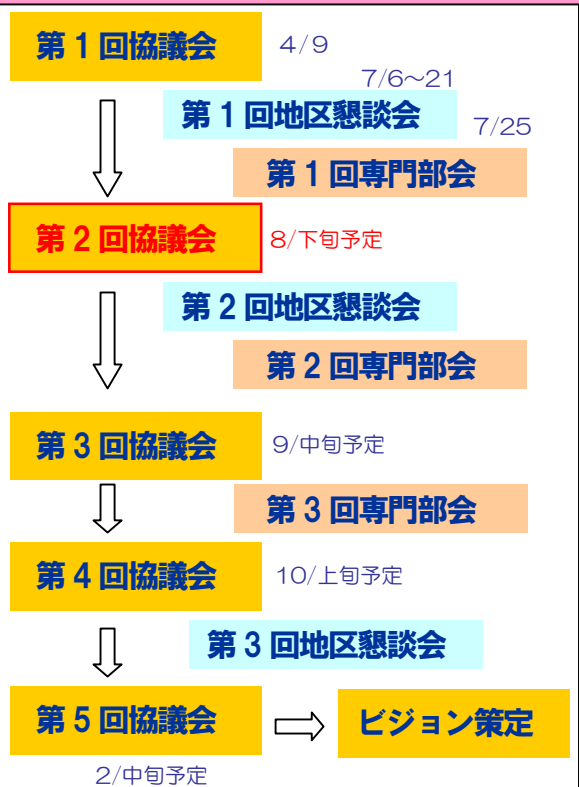 第1回協議会 4/9
7/6~21
第1回地区懇談会 7/25
第1回専門部会
第2回協議会 8/下旬予定
第2回地区懇談会
第2回専門部会
第3回協議会 9/中旬予定
第3回専門部会
第4回協議会 10/上旬予定
第3回地区懇談会
第5回協議会 ビジョン策定
2/中旬予定